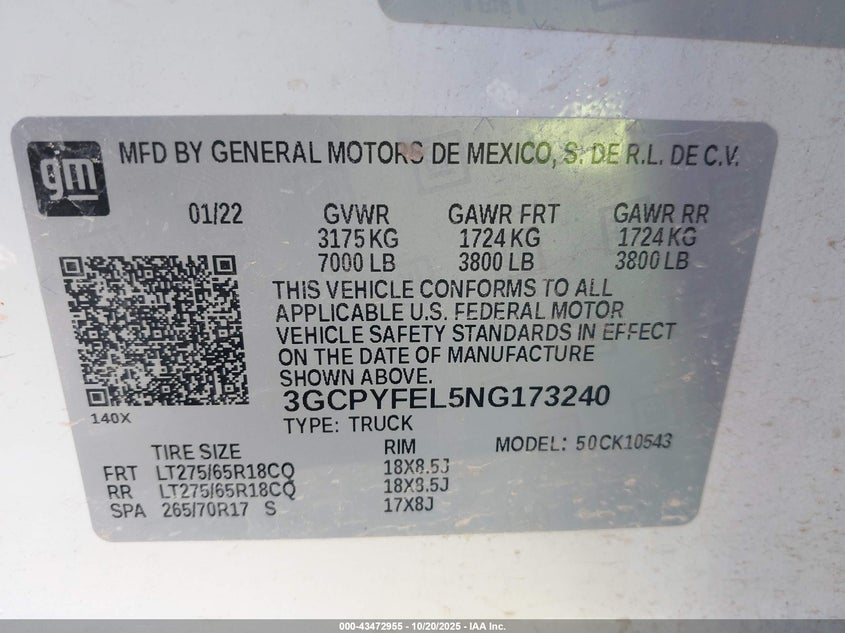 gm
MFD BY GENERAL MOTORS DE MEXICO, S. DE R.L. DE C.V.
01/22 GVWR GAWR FRT GAWR RR
3175 KG 1724 KG 1724 KG
7000 LB 3800 LB 3800 LB
THIS VEHICLE CONFORMS TO ALL
APPLICABLE U.S. FEDERAL MOTOR
VEHICLE SAFETY STANDARDS IN EFFECT
ON THE DATE OF MANUFACTURE
SHOWN ABOVE.
3GCPYFEL5NG173240
140X
TYPE: TRUCK
TIRE SIZE RIM MODEL: 50CK10543
FRT LT275/65R18CQ 18X8.5J
RR LT275/65R18CQ 18X8.5J
SPA 265/70R17 S 17X8J
000-43472955 | 10/20/2025 | IAA Inc.